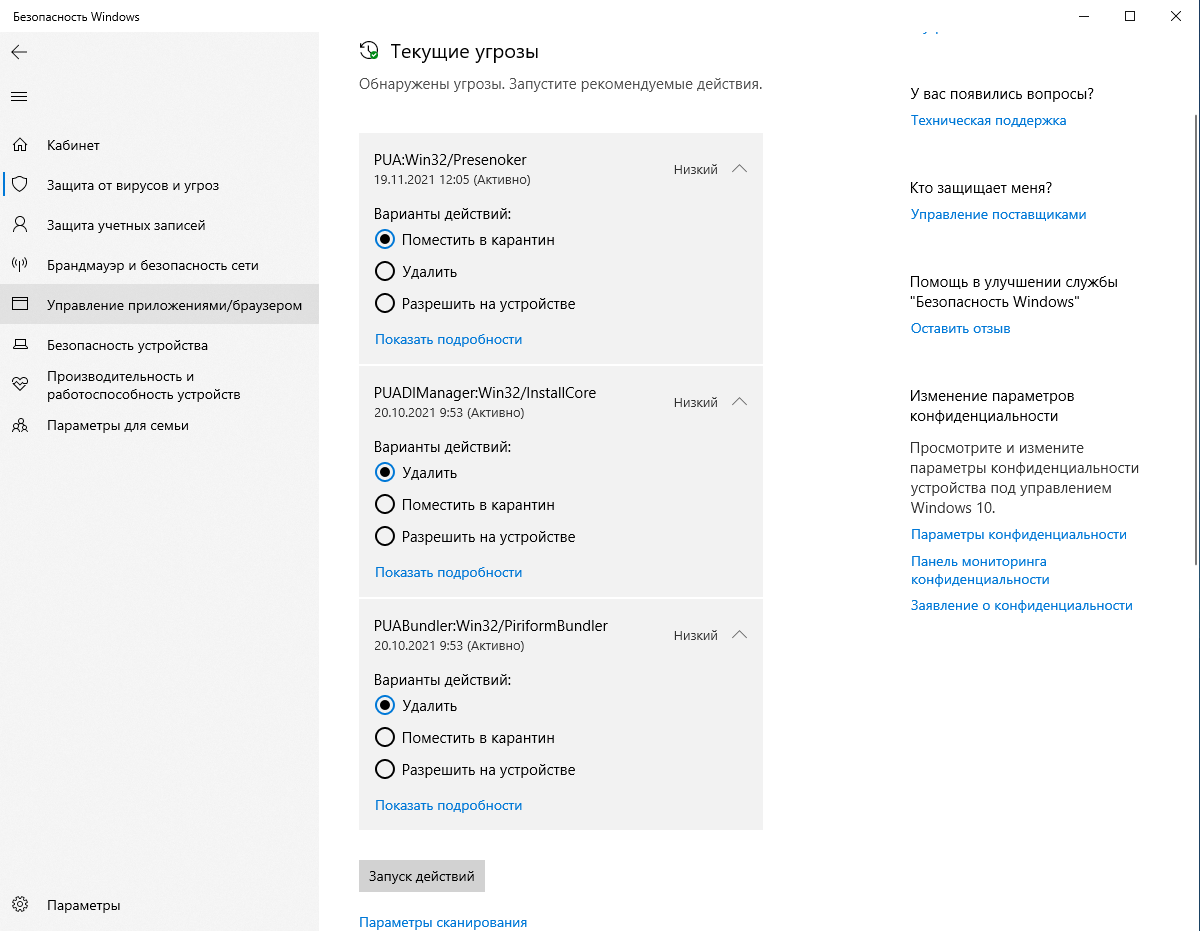 Безопасность Windows
Кабинет
Защита от вирусов и угроз
Защита учетных записей
Брандмауэр и безопасность сети
Управление приложениями/браузером
Безопасность устройства
Производительность и
работоспособность устройств
Параметры для семьи
Параметры
Текущие угрозы
Обнаружены угрозы. Запустите рекомендуемые действия.
PUA:Win32/Presenoker
19.11.2021 12:05 (Активно)
Низкий
Варианты действий:
Поместить в карантин
Удалить
Разрешить на устройстве
Показать подробности
PUADlManager:Win32/InstallCore
20.10.2021 9:53 (Активно)
Низкий
Варианты действий:
Удалить
Поместить в карантин
Разрешить на устройстве
Показать подробности
PUABundler:Win32/PiriformBundler
20.10.2021 9:53 (Активно)
Низкий
Варианты действий:
Удалить
Поместить в карантин
Разрешить на устройстве
Показать подробности
Запуск действий
Параметры сканирования
У вас появились вопросы?
Техническая поддержка
Кто защищает меня?
Управление поставщиками
Помощь в улучшении службы
"Безопасность Windows"
Оставить отзыв
Изменение параметров
конфиденциальности
Просмотрите и измените
параметры конфиденциальности
устройства под управлением
Windows 10.
Параметры конфиденциальности
Панель мониторинга
конфиденциальности
Заявление о конфиденциальности